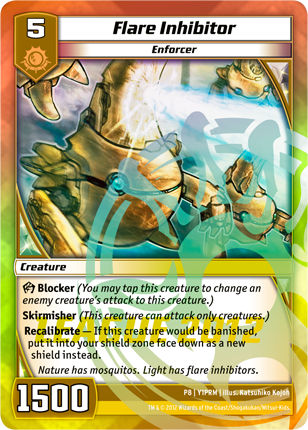 5
Flare Inhibitor
Enforcer
Creature
Blocker (You may tap this creature to change an
enemy creature's attack to this creature.)
Skirmisher (This creature can attack only creatures.)
Recalibrate — If this creature would be banished,
put it into your shield zone face down as a new
shield instead.
Nature has mosquitos. Light has flare inhibitors.
1500
P8 | Y1PRM | illus. Katsuhiko Kojoh
TM & © 2012 Wizards of the Coast/Shogakukan/Mitsui-Kids.